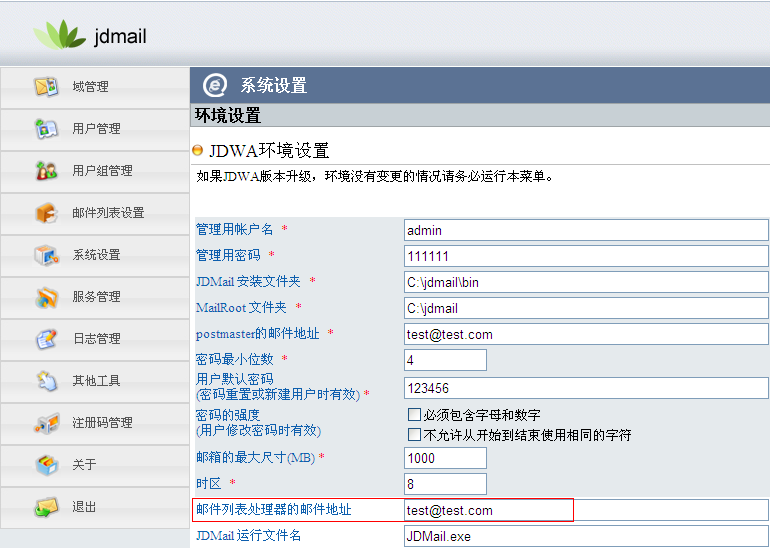 jdmail
域管理
用户管理
用户组管理
邮件列表设置
系统设置
服务管理
日志管理
其他工具
注册码管理
关于
退出
系统设置
环境设置
JDWA环境设置
如果JDWA版本升级，环境没有变更的情况请务必运行本菜单。
管理用帐户名 * admin
管理用密码 * 111111
JDMail 安装文件夹 * C:\jdmail\bin
MailRoot 文件夹 * C:\jdmail
postmaster的邮件地址 * test@test.com
密码最小位数 * 4
用户默认密码
(密码重置或新建用户时有效) * 123456
密码的强度 必须包含字母和数字
(用户修改密码时有效) 不允许从开始到结束使用相同的字符
邮箱的最大尺寸(MB) * 1000
时区 * 8
邮件列表处理器的邮件地址 test@test.com
JDMail 运行文件名 JDMail.exe